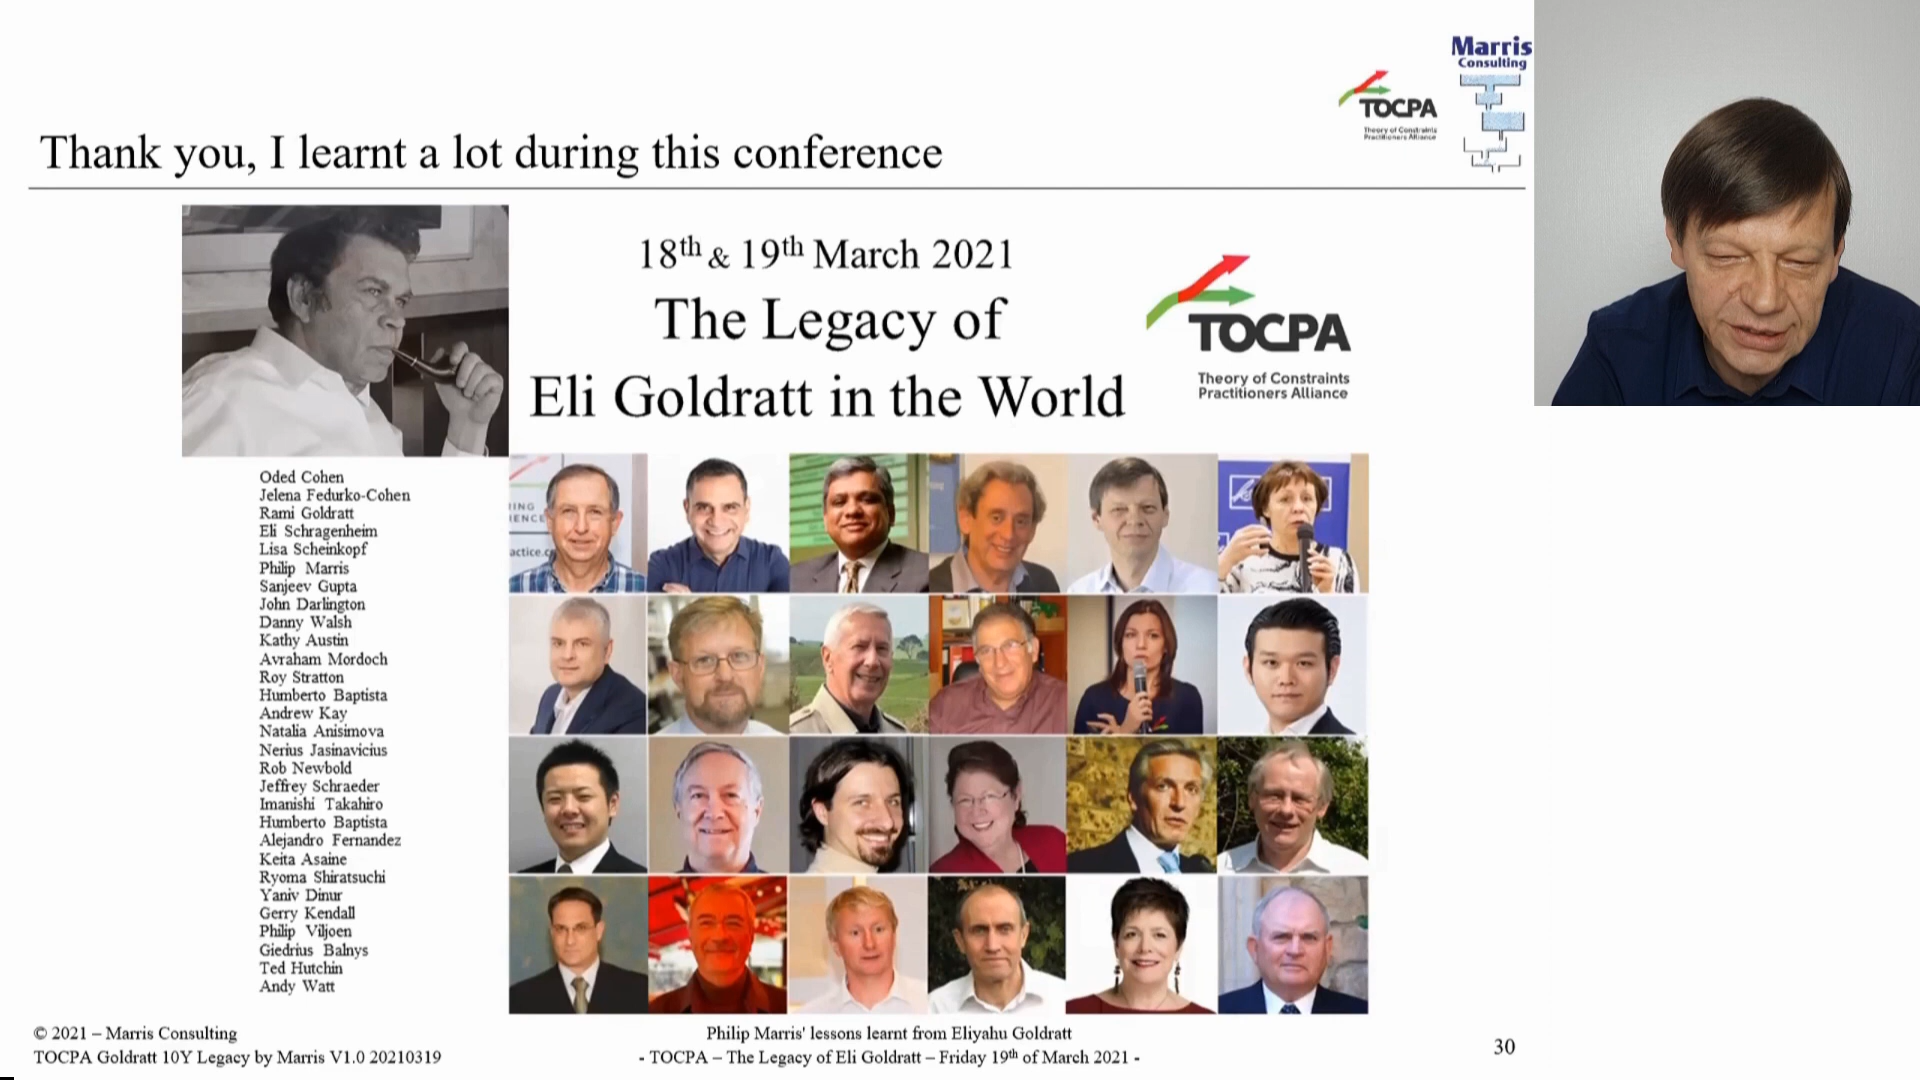 Marris
Consulting
TOCPA
Theory of Constraints
Practitioners Alliance
Thank you, I learnt a lot during this conference
18th & 19th March 2021
The Legacy of
Eli Goldratt in the World
TOCPA
Theory of Constraints
Practitioners Alliance
Oded Cohen
Jelena Fedurko-Cohen
Rami Goldratt
Eli Schragenheim
Lisa Scheinkopf
Philip Marris
Sanjeev Gupta
John Darlington
Danny Walsh
Kathy Austin
Avraham Mordoch
Roy Stratton
Humberto Baptista
Andrew Kay
Natalia Anisimova
Nerius Jasinavicius
Rob Newbold
Jeffrey Schraeder
Imanishi Takahiro
Humberto Baptista
Alejandro Fernandez
Keita Asaine
Ryoma Shiratsuchi
Yaniv Dinur
Gerry Kendall
Philip Viljoen
Giedrius Balnys
Ted Hutchin
Andy Watt
© 2021 – Marris Consulting
TOCPA Goldratt 10Y Legacy by Marris V1.0 20210319
Philip Marris' lessons learnt from Eliyahu Goldratt
- TOCPA – The Legacy of Eli Goldratt – Friday 19th of March 2021 -
30